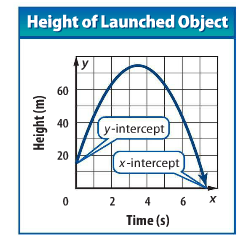 Height of Launched Object
y
Height (m)
60
40
20
y-intercept
x-intercept
0 2 4 6 x
Time (s)